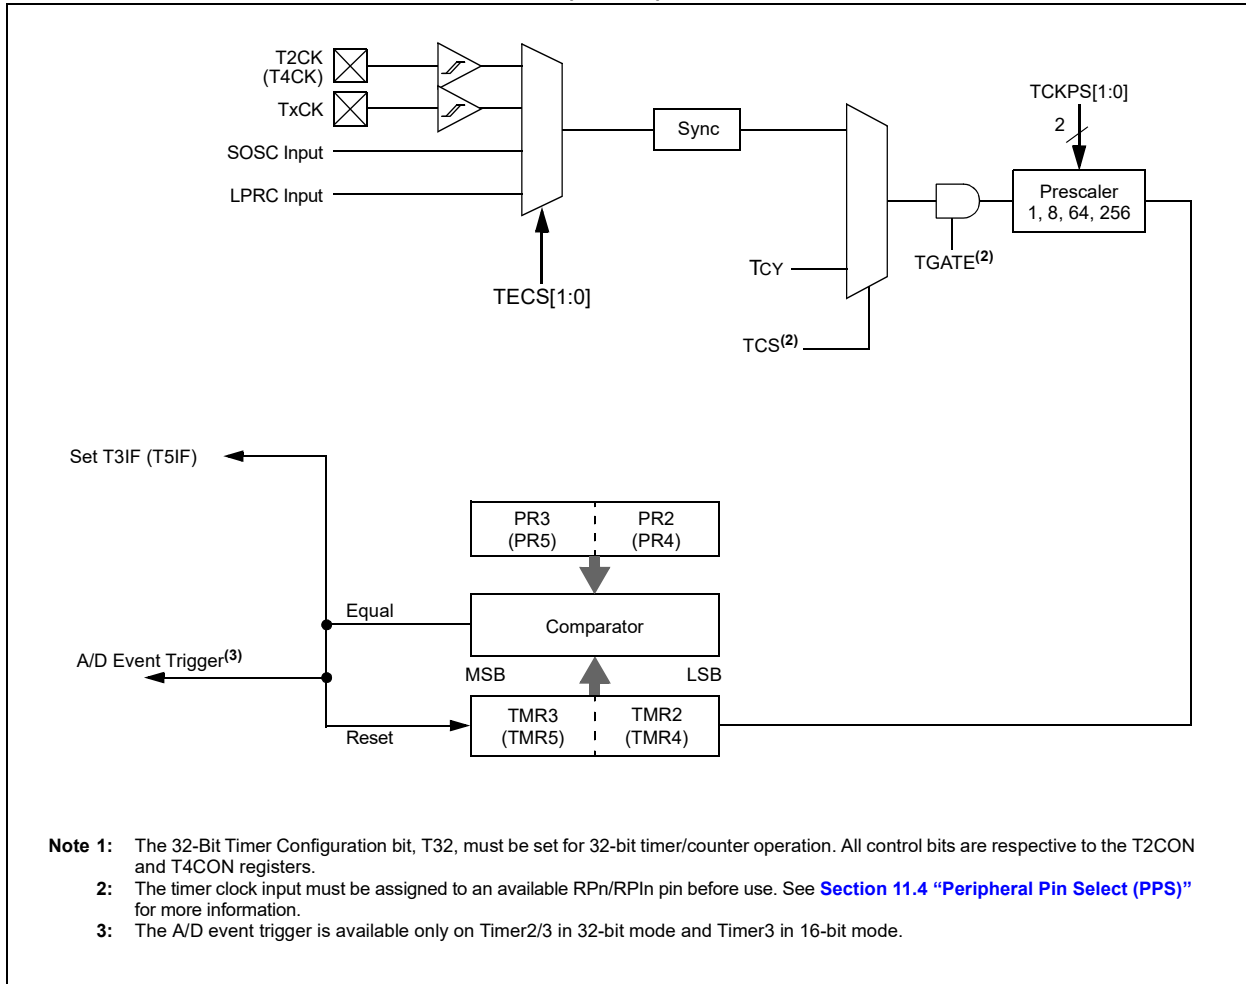 T2CK
(T4CK)
TxCK
SOSC Input
LPRC Input
TECS[1:0]
Sync
TCY
TCS(2)
TGATE(2)
TCKPS[1:0]
2
Prescaler
1, 8, 64, 256
Set T3IF (T5IF)
PR3
(PR5)
PR2
(PR4)
Equal
Comparator
A/D Event Trigger(3)
MSB
LSB
Reset
TMR3
(TMR5)
TMR2
(TMR4)
Note 1: The 32-Bit Timer Configuration bit, T32, must be set for 32-bit timer/counter operation. All control bits are respective to the T2CON
and T4CON registers.
2: The timer clock input must be assigned to an available RPn/RPIn pin before use. See Section 11.4 “Peripheral Pin Select (PPS)”
for more information.
3: The A/D event trigger is available only on Timer2/3 in 32-bit mode and Timer3 in 16-bit mode.